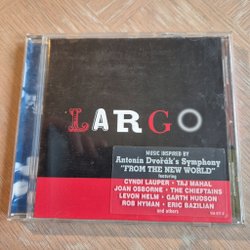 LARGO
MUSIC INSPIRED BY
Antonín Dvořák's Symphony
"FROM THE NEW WORLD"
featuring
CYNDI LAUPER • TAJ MAHAL
JOAN OSBORNE • THE CHIEFTAINS
LEVON HELM • GARTH HUDSON
ROB HYMAN • ERIC BAZILIAN
and others